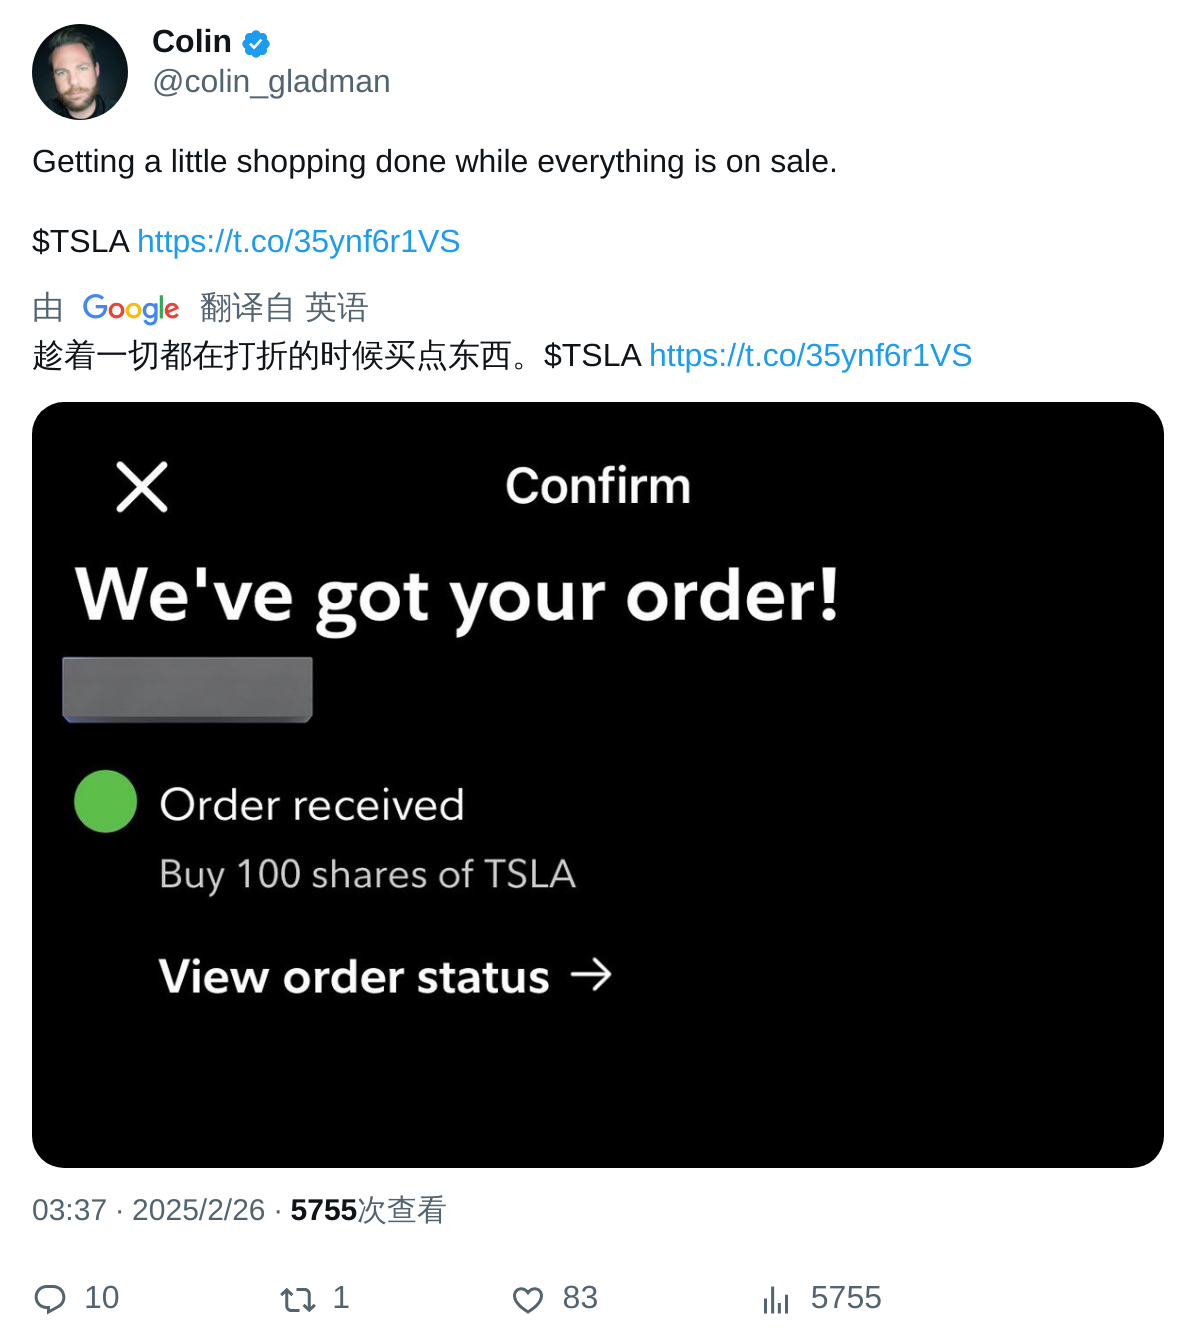 Colin
@colin_gladman
Getting a little shopping done while everything is on sale.
$TSLA https://t.co/35ynf6r1VS
由 Google 翻译自 英语
趁着一切都在打折的时候买点东西。$TSLA https://t.co/35ynf6r1VS
Confirm
We've got your order!
Order received
Buy 100 shares of TSLA
View order status →
03:37 · 2025/2/26 · 5755次查看
10 1 83 5755